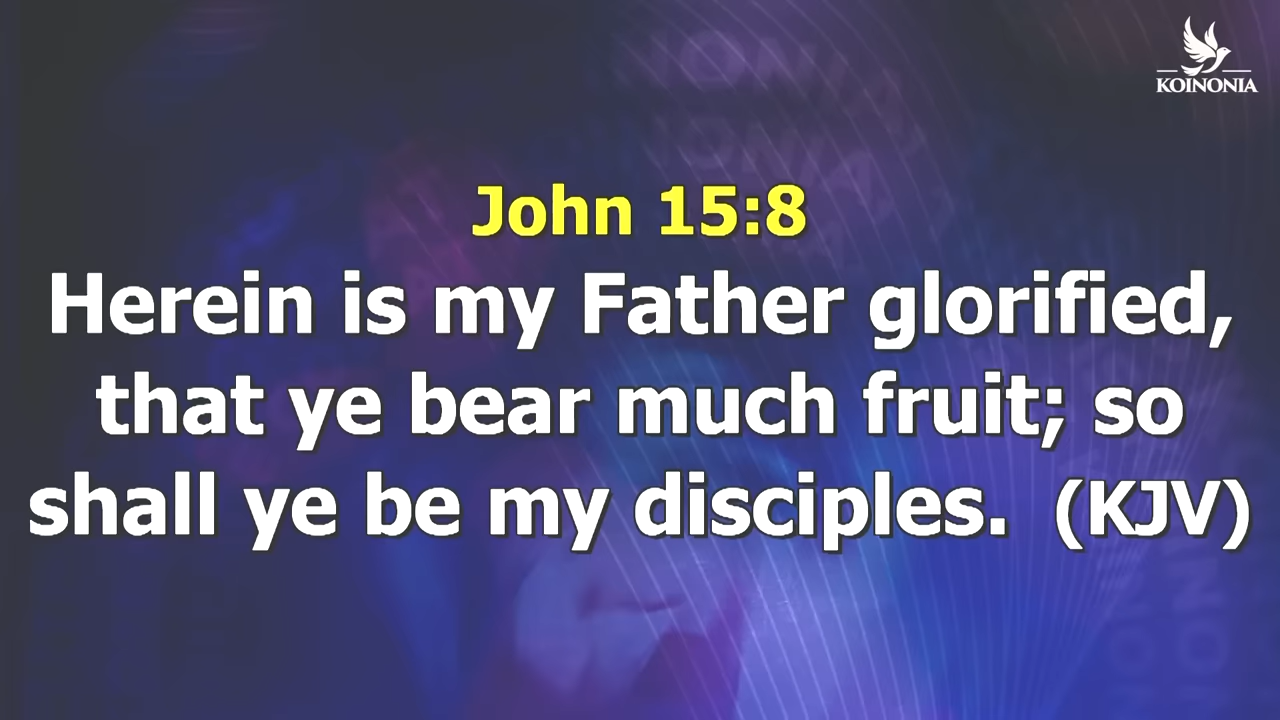 KOINONIA
John 15:8
Herein is my Father glorified,
that ye bear much fruit; so
shall ye be my disciples.  (KJV)